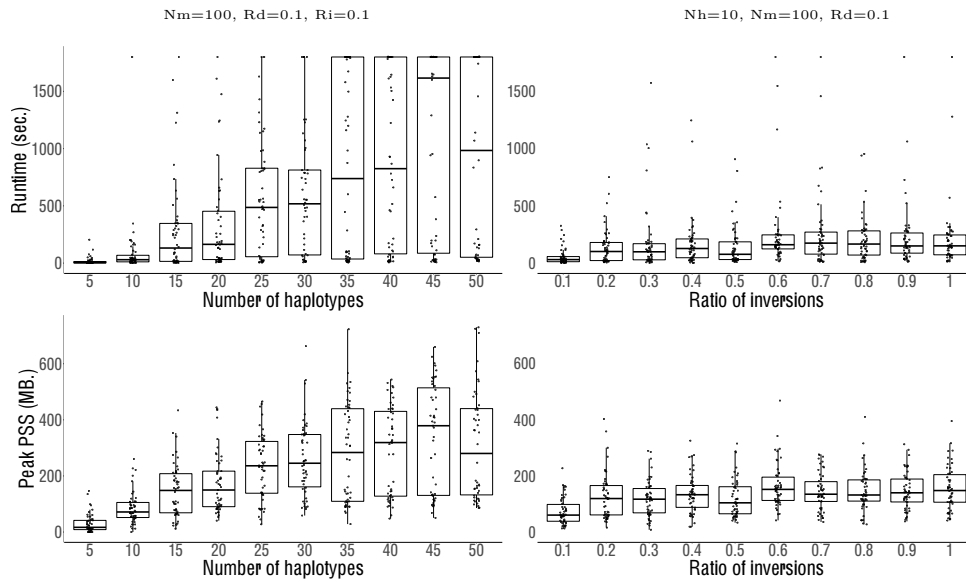 Nm=100, Rd=0.1, Ri=0.1
Nh=10, Nm=100, Rd=0.1
Runtime (sec.)
1500
1000
500
0
5 10 15 20 25 30 35 40 45 50
Number of haplotypes
1500
1000
500
0
0.1 0.2 0.3 0.4 0.5 0.6 0.7 0.8 0.9 1
Ratio of inversions
Peak PSS (MB.)
600
400
200
0
5 10 15 20 25 30 35 40 45 50
Number of haplotypes
600
400
200
0
0.1 0.2 0.3 0.4 0.5 0.6 0.7 0.8 0.9 1
Ratio of inversions